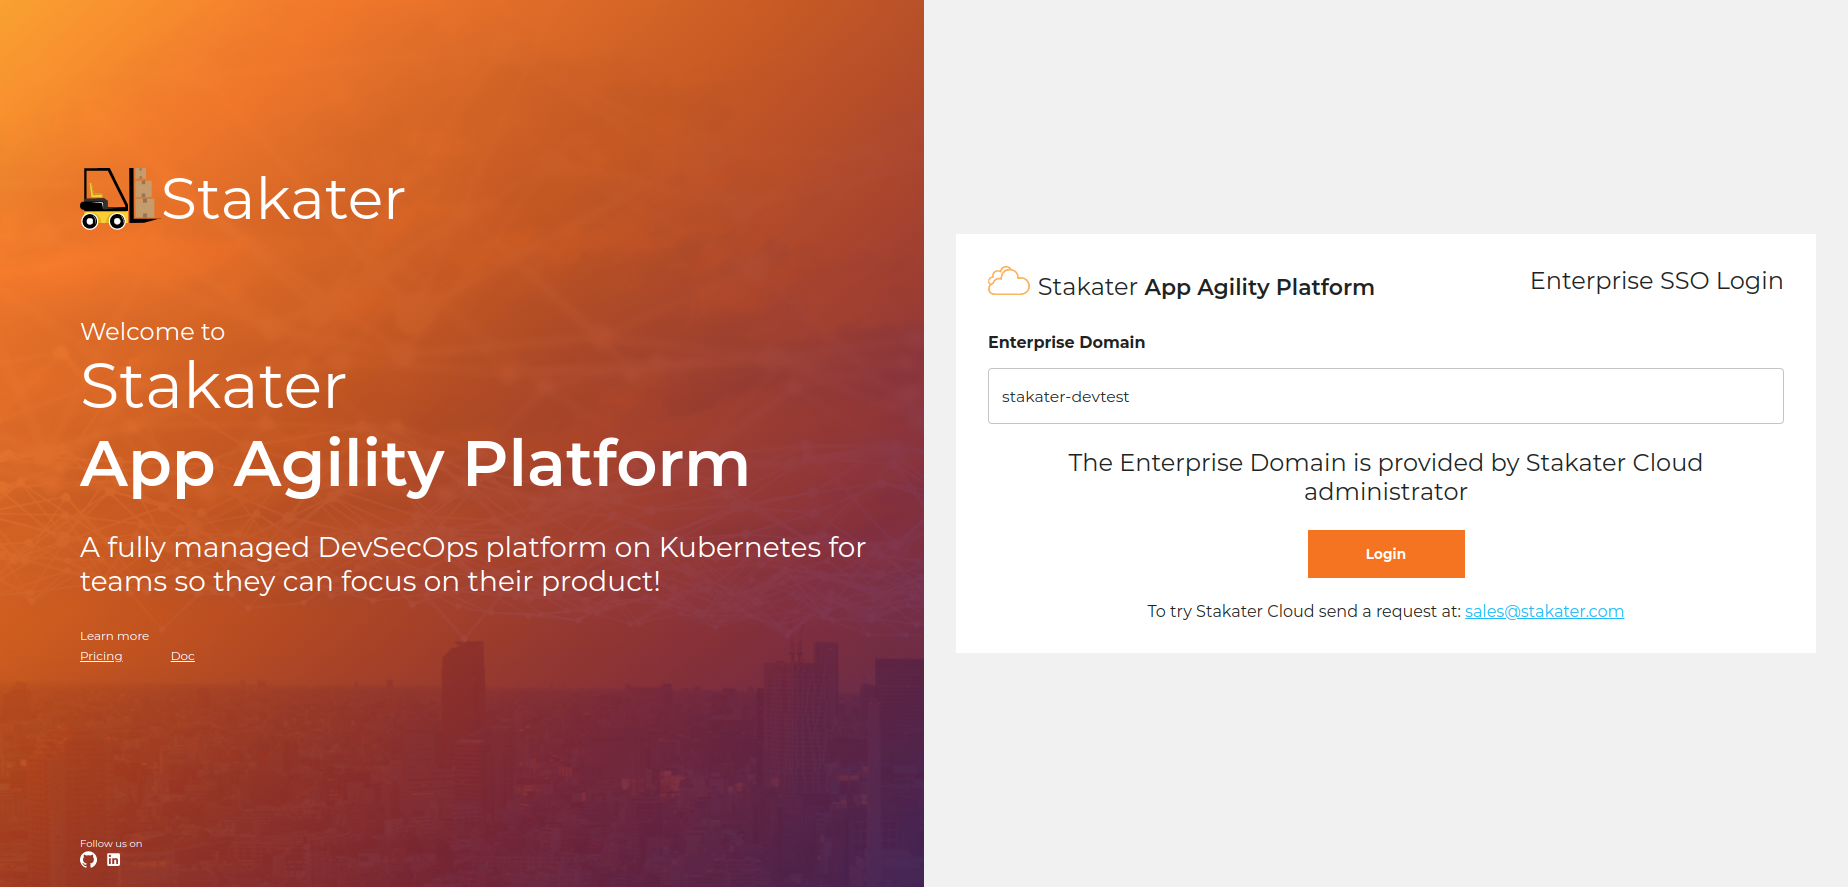 Stakater
Welcome to
Stakater
App Agility Platform
A fully managed DevSecOps platform on Kubernetes for
teams so they can focus on their product!
Learn more
Pricing Doc
Follow us on
Stakater App Agility Platform
Enterprise SSO Login
Enterprise Domain
stakater-devtest
The Enterprise Domain is provided by Stakater Cloud
administrator
Login
To try Stakater Cloud send a request at: sales@stakater.com